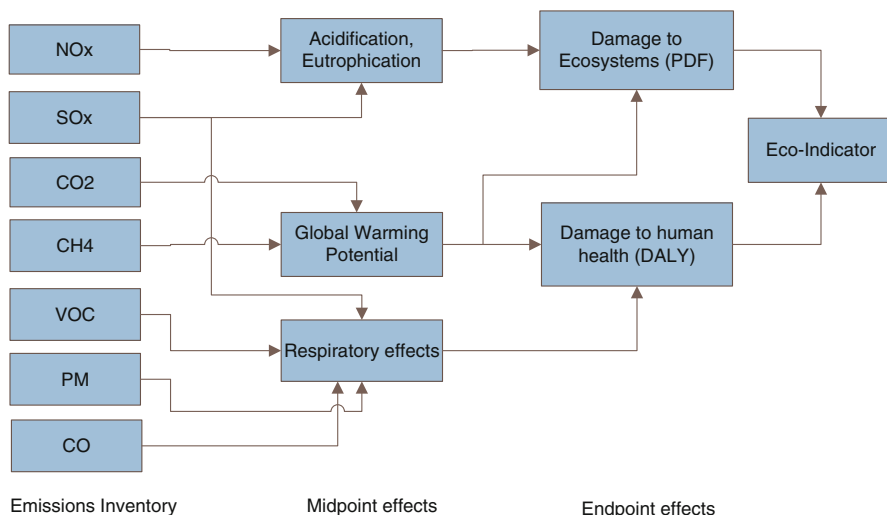 NOx
SOx
CO2
CH4
VOC
PM
CO
Acidification,
Eutrophication
Global Warming
Potential
Respiratory effects
Damage to
Ecosystems (PDF)
Damage to human
health (DALY)
Eco-Indicator
Emissions Inventory
Midpoint effects
Endpoint effects